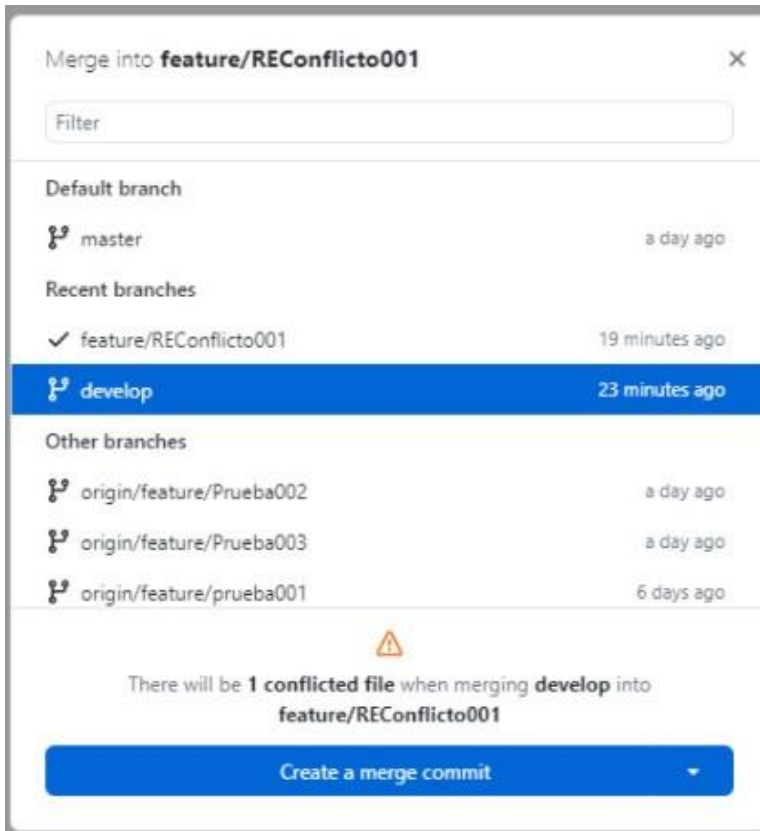 Merge into feature/REConflicto001
Filter
Default branch
master
a day ago
Recent branches
feature/REConflicto001
19 minutes ago
develop
23 minutes ago
Other branches
origin/feature/Prueba002
a day ago
origin/feature/Prueba003
a day ago
origin/feature/prueba001
6 days ago
There will be 1 conflicted file when merging develop into
feature/REConflicto001
Create a merge commit